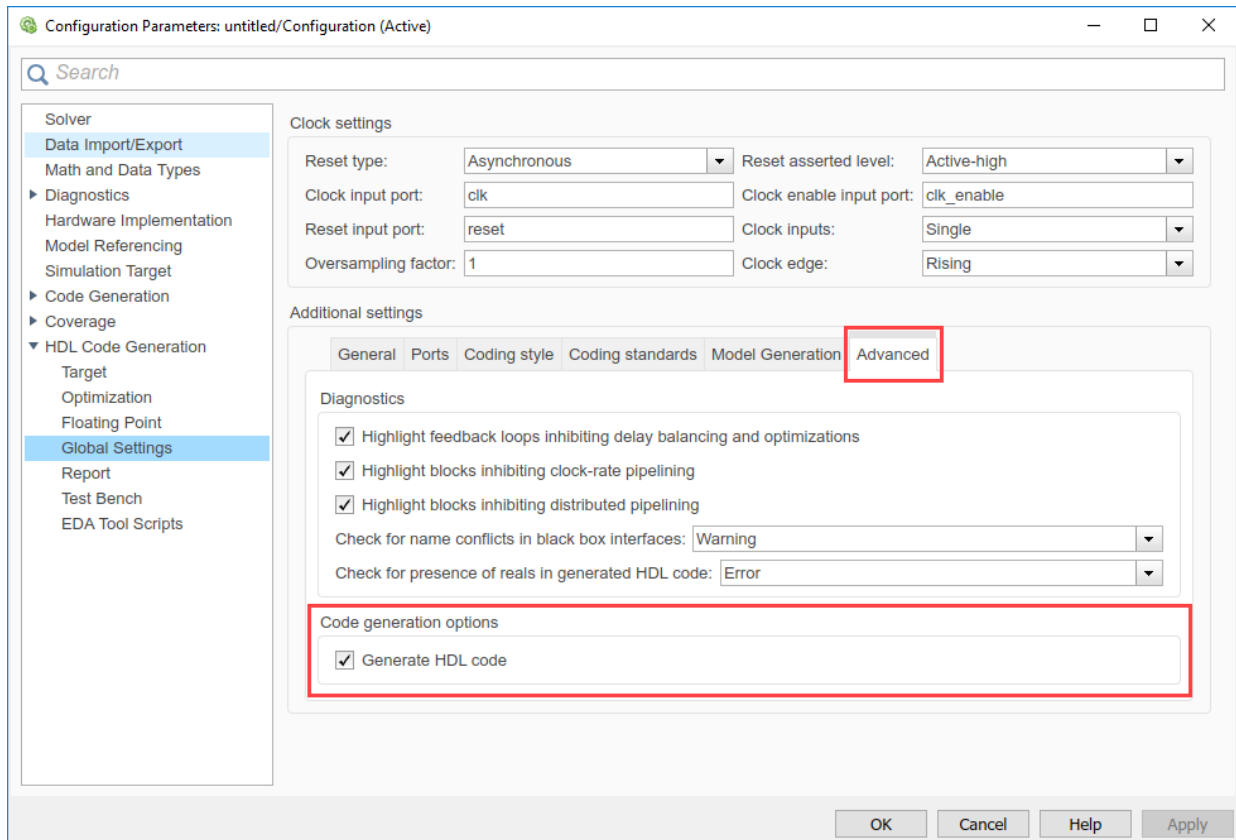 Configuration Parameters: untitled/Configuration (Active)
Search
Solver
Data Import/Export
Math and Data Types
Diagnostics
Hardware Implementation
Model Referencing
Simulation Target
Code Generation
Coverage
HDL Code Generation
Target
Optimization
Floating Point
Global Settings
Report
Test Bench
EDA Tool Scripts
Clock settings
Reset type: Asynchronous Reset asserted level: Active-high
Clock input port: clk Clock enable input port: clk_enable
Reset input port: reset Clock inputs: Single
Oversampling factor: 1 Clock edge: Rising
Additional settings
General Ports Coding style Coding standards Model Generation Advanced
Diagnostics
Highlight feedback loops inhibiting delay balancing and optimizations
Highlight blocks inhibiting clock-rate pipelining
Highlight blocks inhibiting distributed pipelining
Check for name conflicts in black box interfaces: Warning
Check for presence of reals in generated HDL code: Error
Code generation options
Generate HDL code
OK Cancel Help Apply